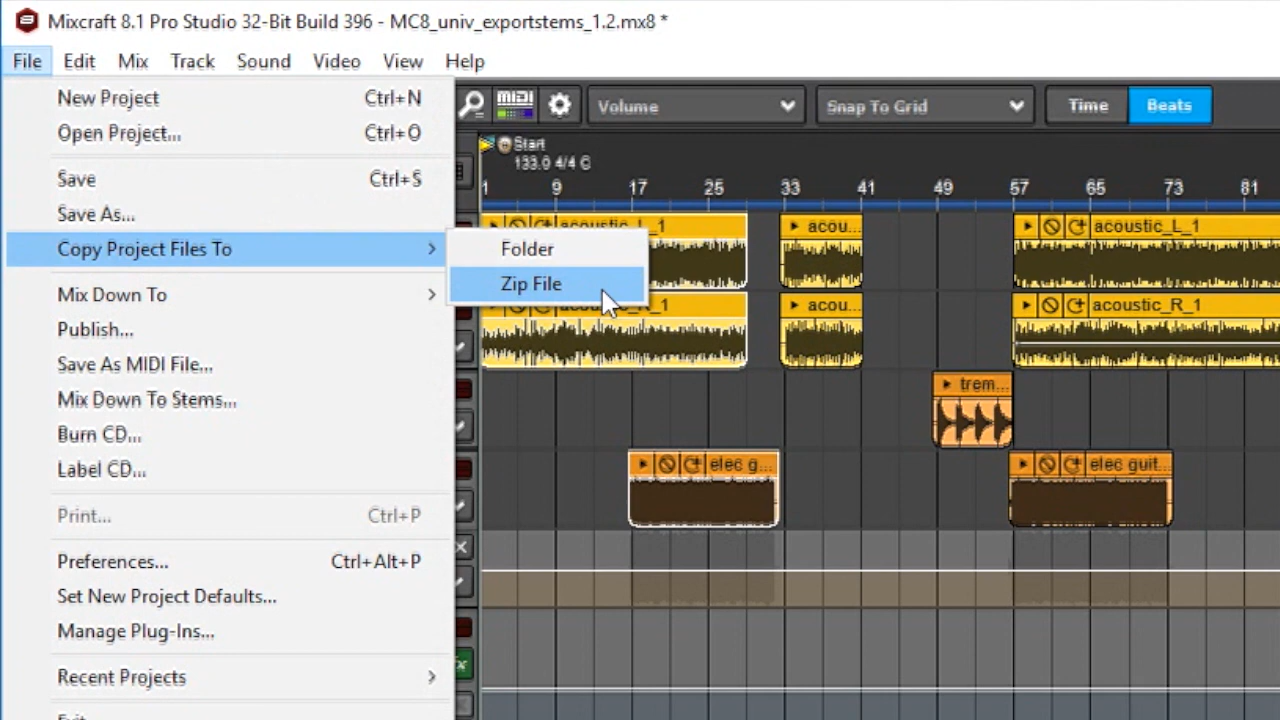 Mixcraft 8.1 Pro Studio 32-Bit Build 396 - MC8_univ_exportstems_1.2.mx8 *
File Edit Mix Track Sound Video View Help
New Project Ctrl+N
Open Project... Ctrl+O
Save Ctrl+S
Save As...
Copy Project Files To
Folder
Zip File
Mix Down To
Publish...
Save As MIDI File...
Mix Down To Stems...
Burn CD...
Label CD...
Print... Ctrl+P
Preferences... Ctrl+Alt+P
Set New Project Defaults...
Manage Plug-Ins...
Recent Projects
MIDI Volume Snap To Grid Time Beats
Start
133.0 4/4 G
1 9 17 25 33 41 49 57 65 73 81
acoustic_L_1 acou... acoustic_L_1
acoustic_R_1 acou... acoustic_R_1
trem...
elec g... elec guit...
fx